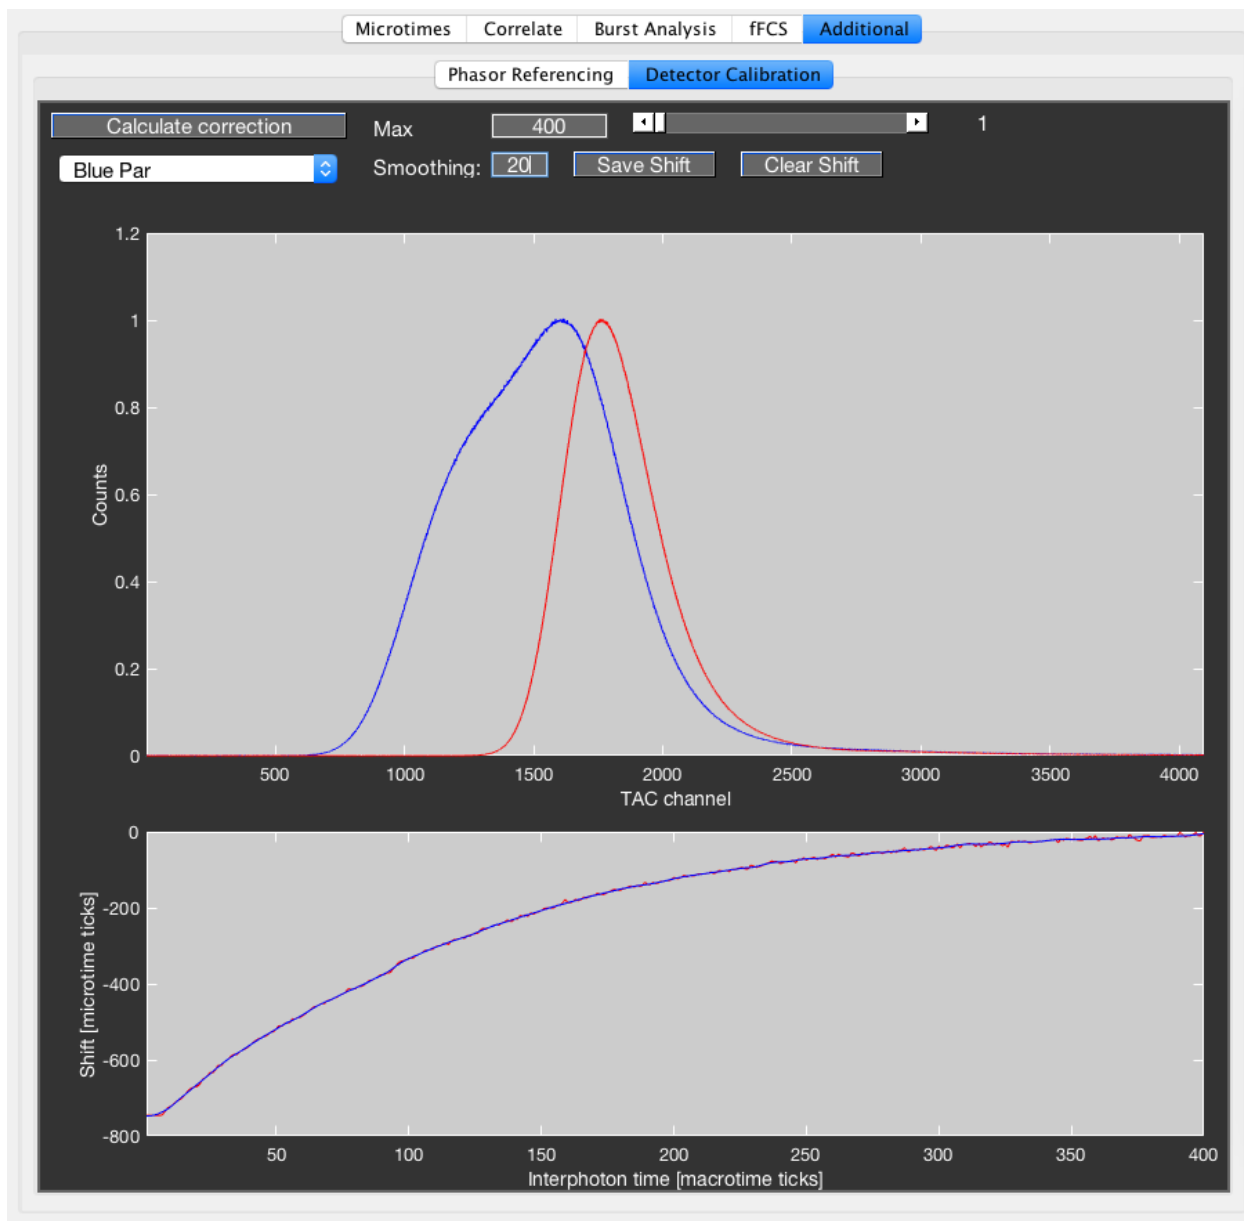 Microtimes Correlate Burst Analysis fFCS Additional
Phasor Referencing Detector Calibration
Calculate correction Max 400 1
Blue Par Smoothing: 20 Save Shift Clear Shift
1.2
1
0.8
0.6
0.4
0.2
0
Counts
500 1000 1500 2000 2500 3000 3500 4000
TAC channel
0
-200
-400
-600
-800
Shift [microtime ticks]
50 100 150 200 250 300 350 400
Interphoton time [macrotime ticks]